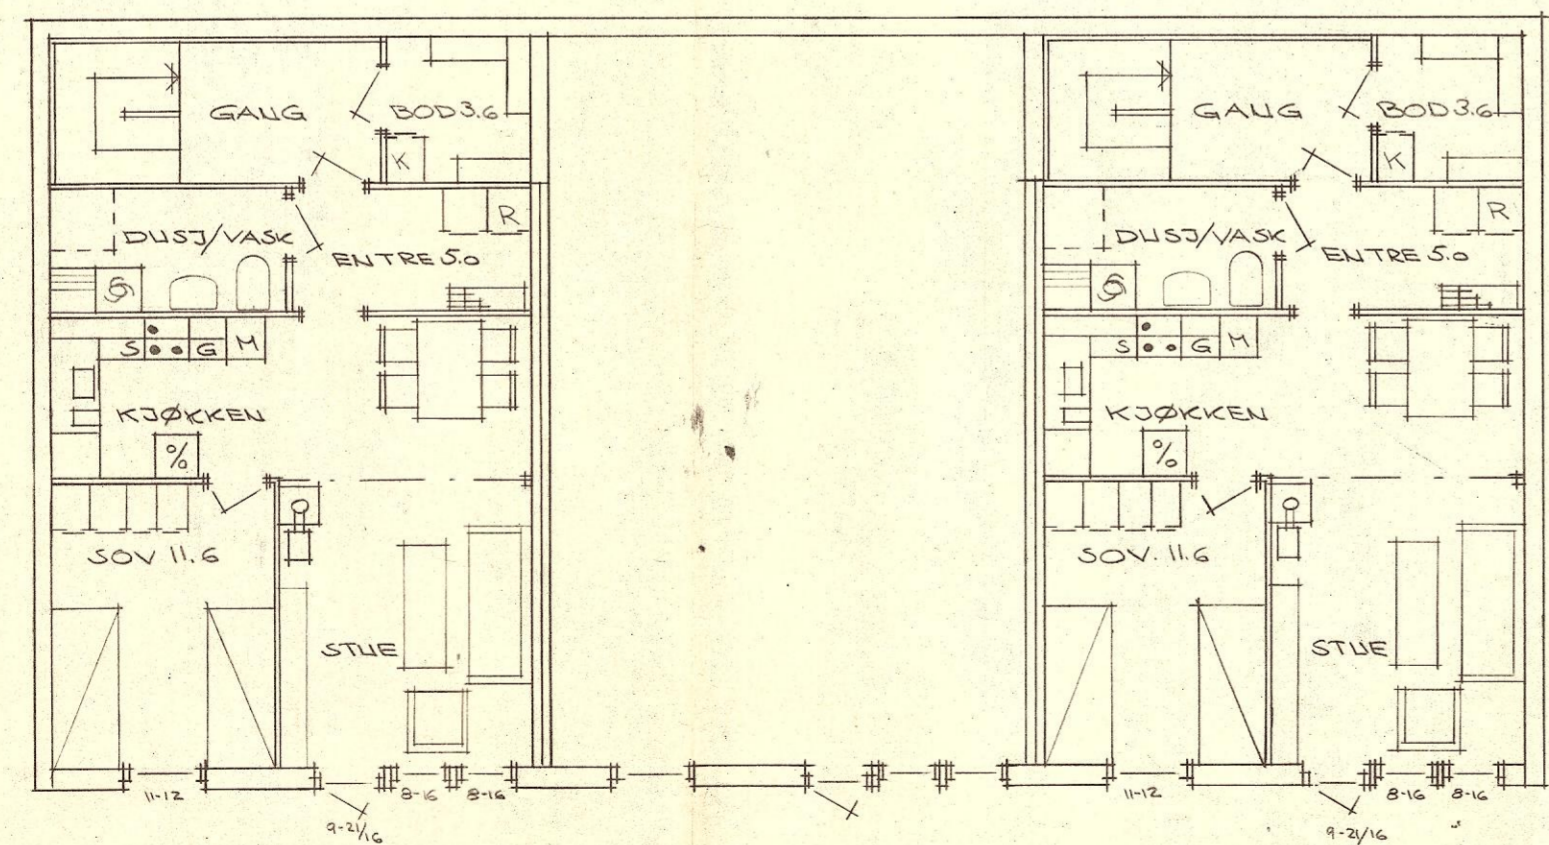 GANG
BOD 3.6
K
R
DUSJ/VASK
ENTRE 5.0
S
G
M
KJØKKEN
%
SOV 11.6
STUE
11-12
8-16
8-16
9-21/16
GANG
BOD 3.6
K
R
DUSJ/VASK
ENTRE 5.0
S
G
M
KJØKKEN
%
SOV. 11.6
STUE
11-12
8-16
8-16
9-21/16